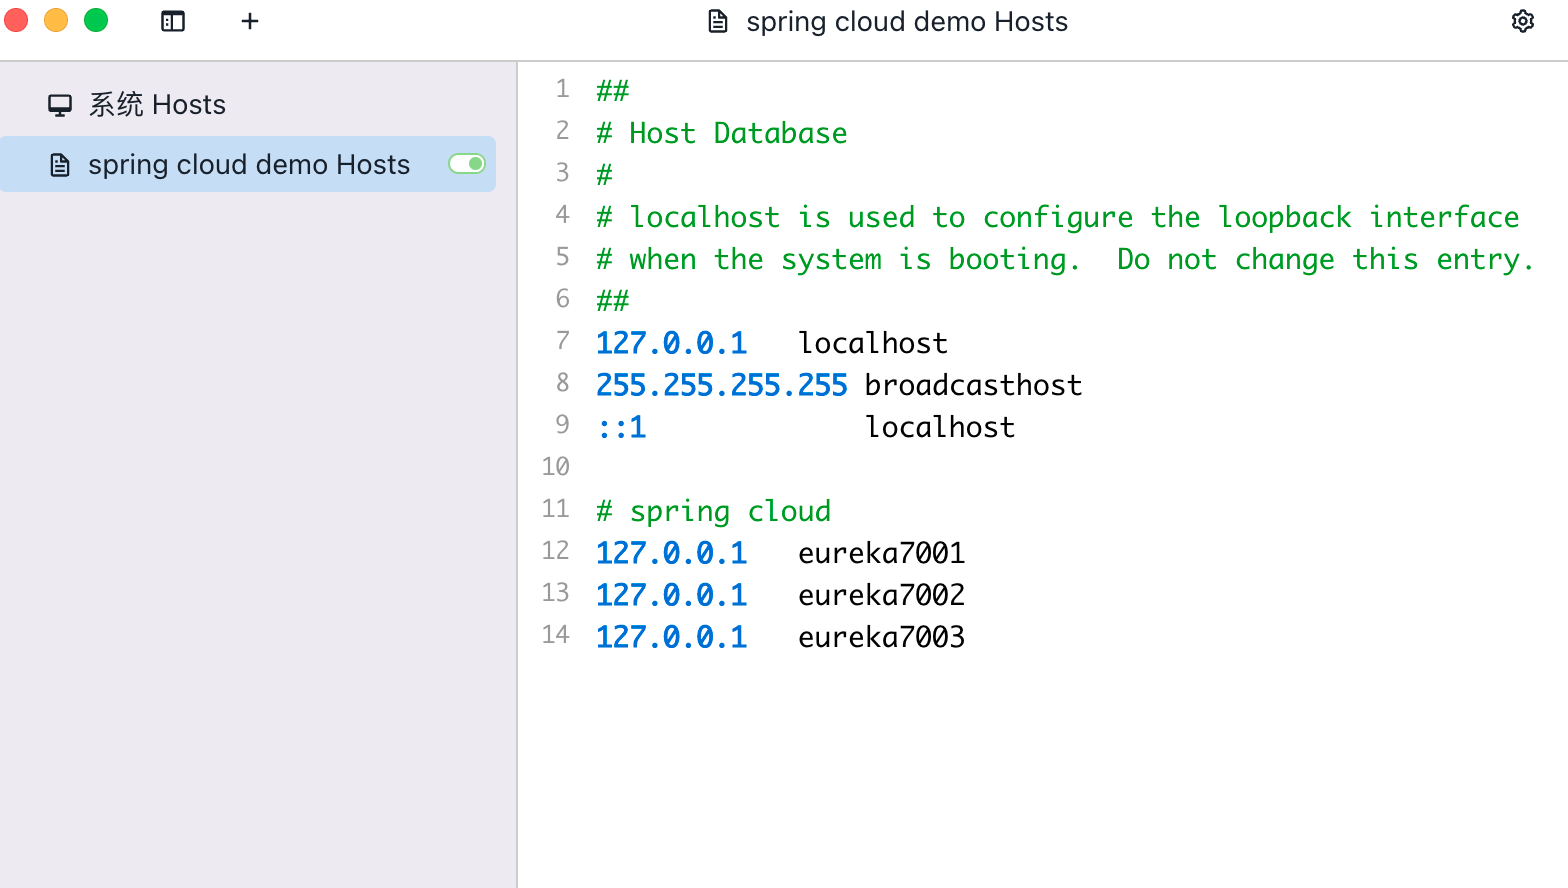 spring cloud demo Hosts
系统 Hosts
spring cloud demo Hosts
1 ##
2 # Host Database
3 #
4 # localhost is used to configure the loopback interface
5 # when the system is booting.  Do not change this entry.
6 ##
7 127.0.0.1   localhost
8 255.255.255.255 broadcasthost
9 ::1             localhost
10
11 # spring cloud
12 127.0.0.1   eureka7001
13 127.0.0.1   eureka7002
14 127.0.0.1   eureka7003